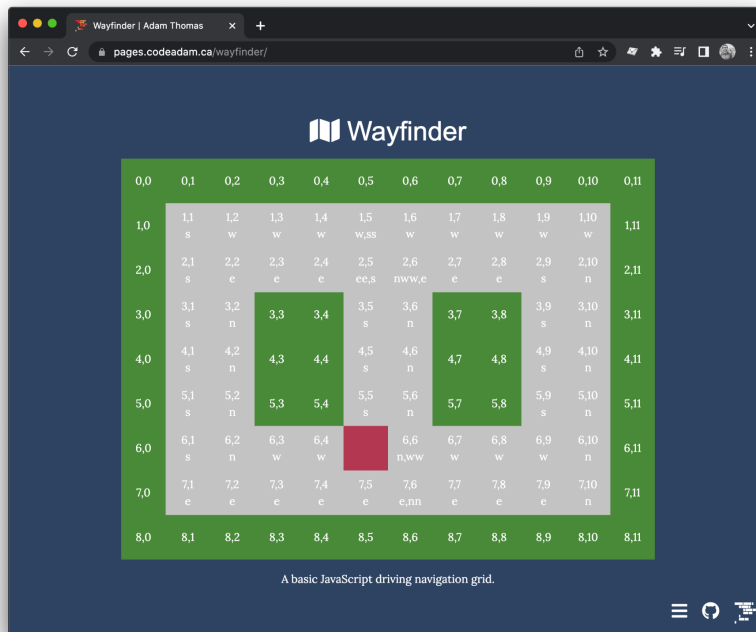 Wayfinder | Adam Thomas
pages.codeadam.ca/wayfinder/
Wayfinder
0,0 0,1 0,2 0,3 0,4 0,5 0,6 0,7 0,8 0,9 0,10 0,11
1,0 1,1 1,2 1,3 1,4 1,5 1,6 1,7 1,8 1,9 1,10 1,11
s w w w w,ss w w w w w
2,0 2,1 2,2 2,3 2,4 2,5 2,6 2,7 2,8 2,9 2,10 2,11
s e e e ee,s nww,e e e s n
3,0 3,1 3,2 3,3 3,4 3,5 3,6 3,7 3,8 3,9 3,10 3,11
s n s n s n
4,0 4,1 4,2 4,3 4,4 4,5 4,6 4,7 4,8 4,9 4,10 4,11
s n s n s n
5,0 5,1 5,2 5,3 5,4 5,5 5,6 5,7 5,8 5,9 5,10 5,11
s n s n s n
6,0 6,1 6,2 6,3 6,4 6,6 6,7 6,8 6,9 6,10 6,11
s n w w n,ww w w w n
7,0 7,1 7,2 7,3 7,4 7,5 7,6 7,7 7,8 7,9 7,10 7,11
e e e e e e,nn e e e n
8,0 8,1 8,2 8,3 8,4 8,5 8,6 8,7 8,8 8,9 8,10 8,11
A basic JavaScript driving navigation grid.